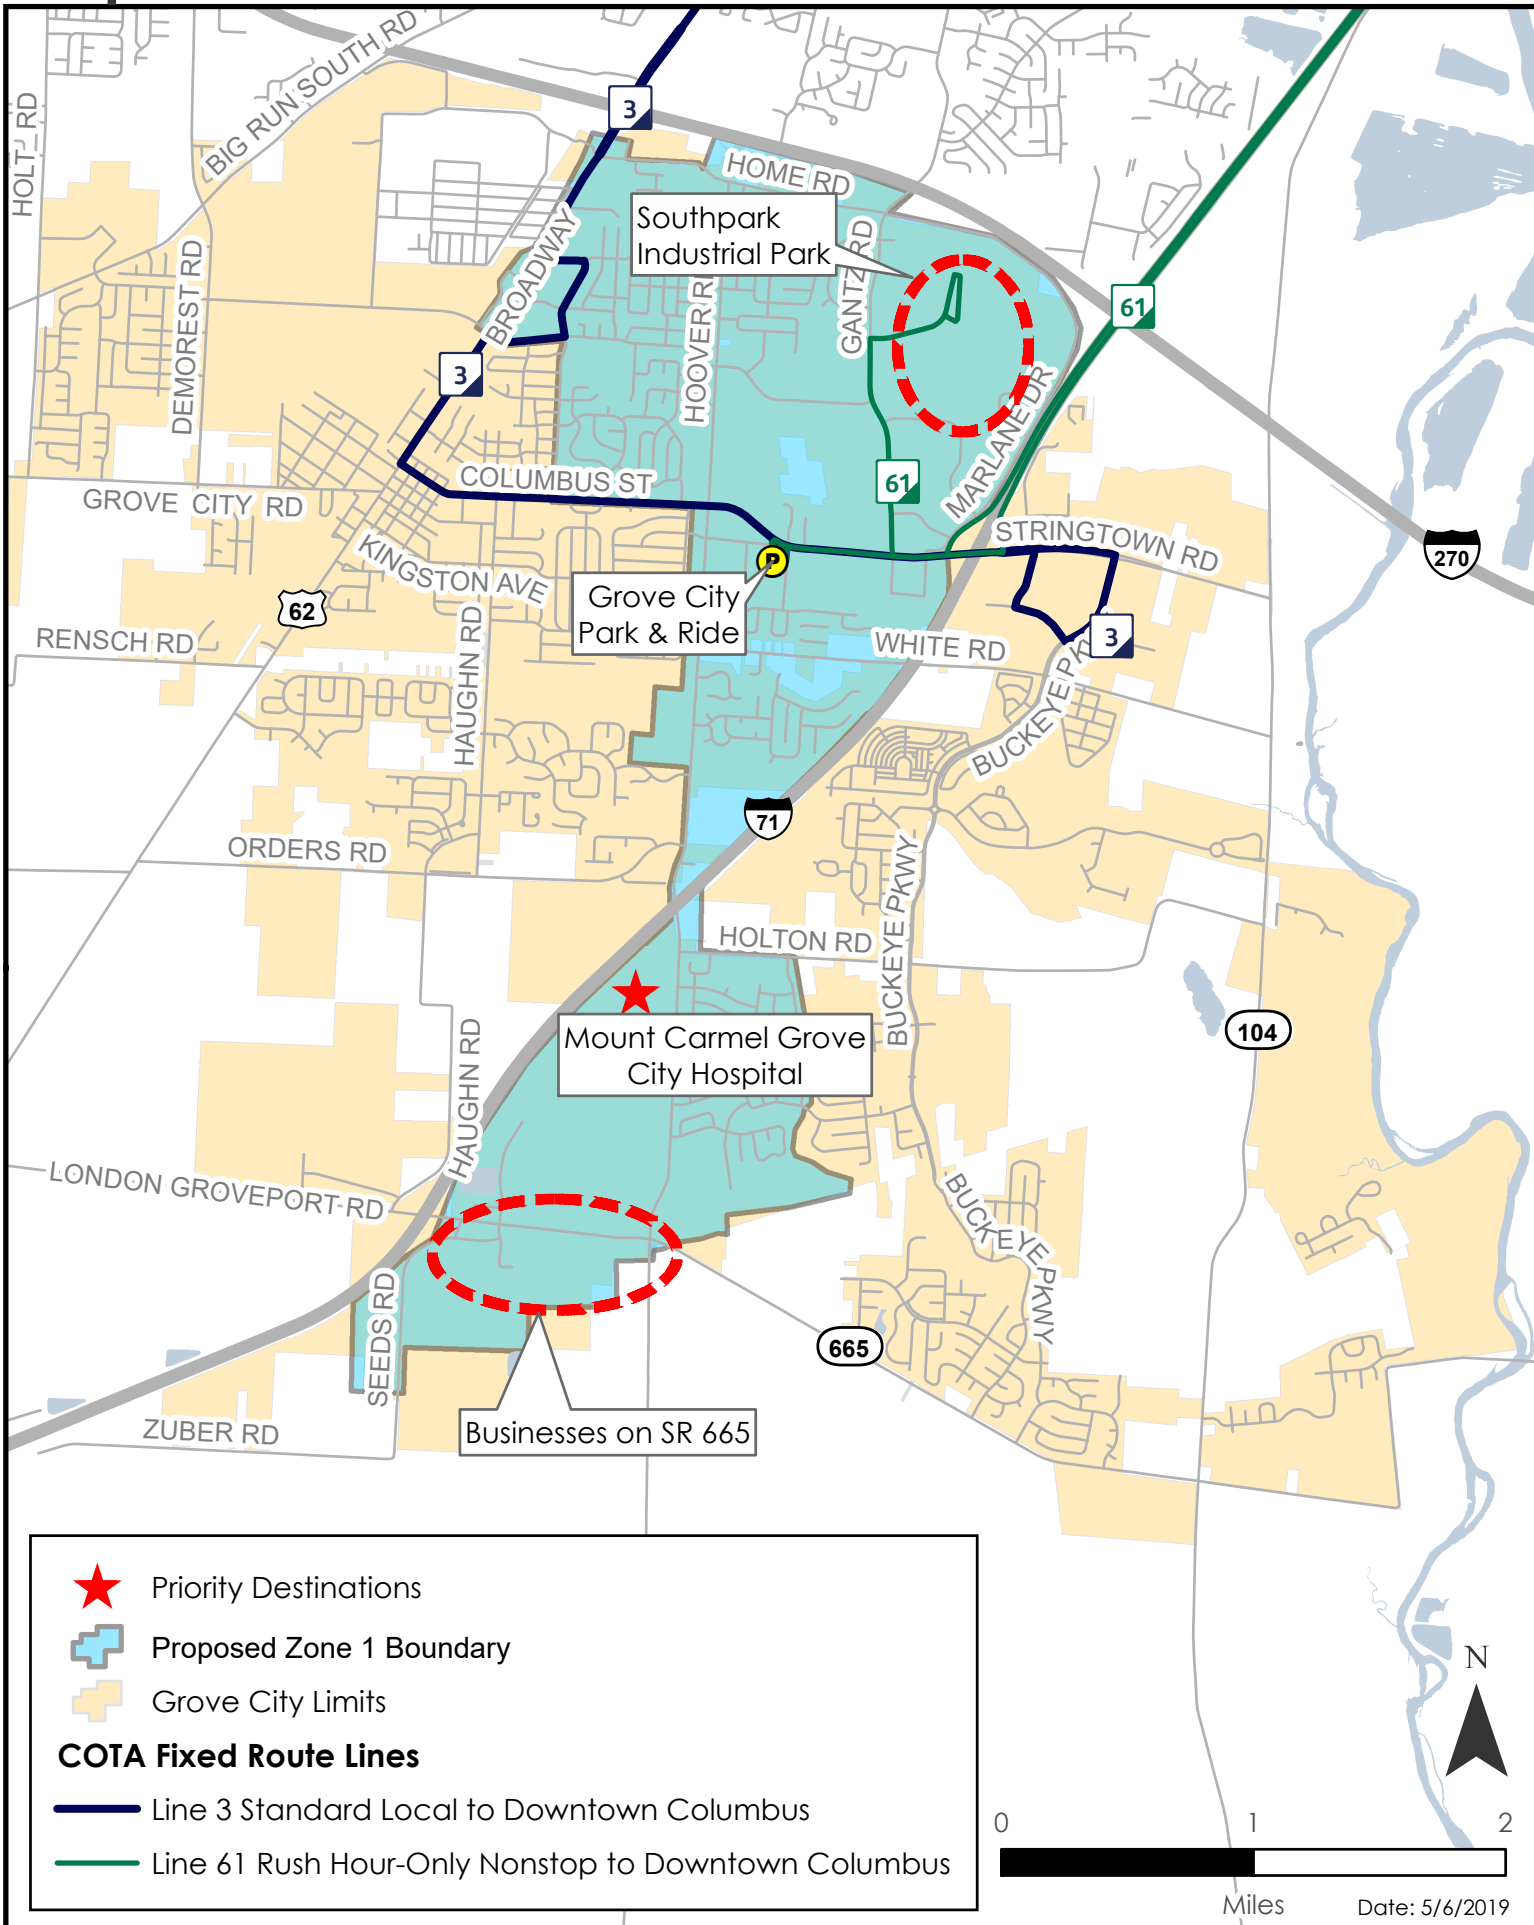 BIG RUN SOUTH RD
3
HOLT RD
HOME RD
Southpark
Industrial Park
BROADWAY
DEMOREST RD
HOOVER RD
GANTZ RD
61
3
MARLANE DR
COLUMBUS ST
61
GROVE CITY RD
STRINGTOWN RD
KINGSTON AVE
P
270
Grove City
Park & Ride
62
RENSCH RD
HAUGHN RD
WHITE RD
3
BUCKEYE PKWY
71
ORDERS RD
BUCKEYE PKWY
HOLTON RD
Mount Carmel Grove
City Hospital
104
HAUGHN RD
LONDON GROVEPORT RD
BUCKEYE PKWY
SEEDS RD
665
Businesses on SR 665
ZUBER RD
Priority Destinations
Proposed Zone 1 Boundary
Grove City Limits
COTA Fixed Route Lines
Line 3 Standard Local to Downtown Columbus
Line 61 Rush Hour-Only Nonstop to Downtown Columbus
N
0 1 2
Miles
Date: 5/6/2019